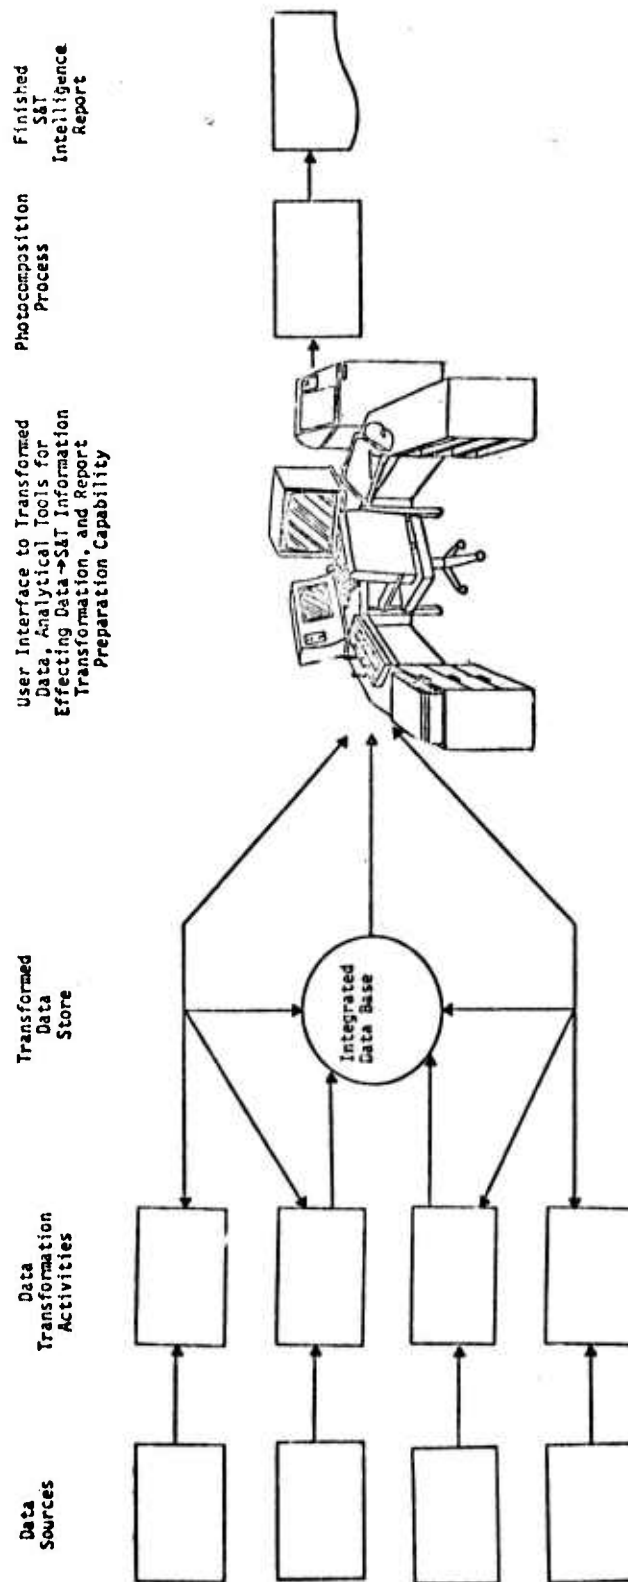 Data
Sources
Data
Transformation
Activities
Transformed
Data
Store
User Interface to Transformed
Data, Analytical Tools for
Effecting Data→S&T Information
Transformation, and Report
Preparation Capability
Photocomposition
Process
Finished
S&T
Intelligence
Report
Integrated
Data Base